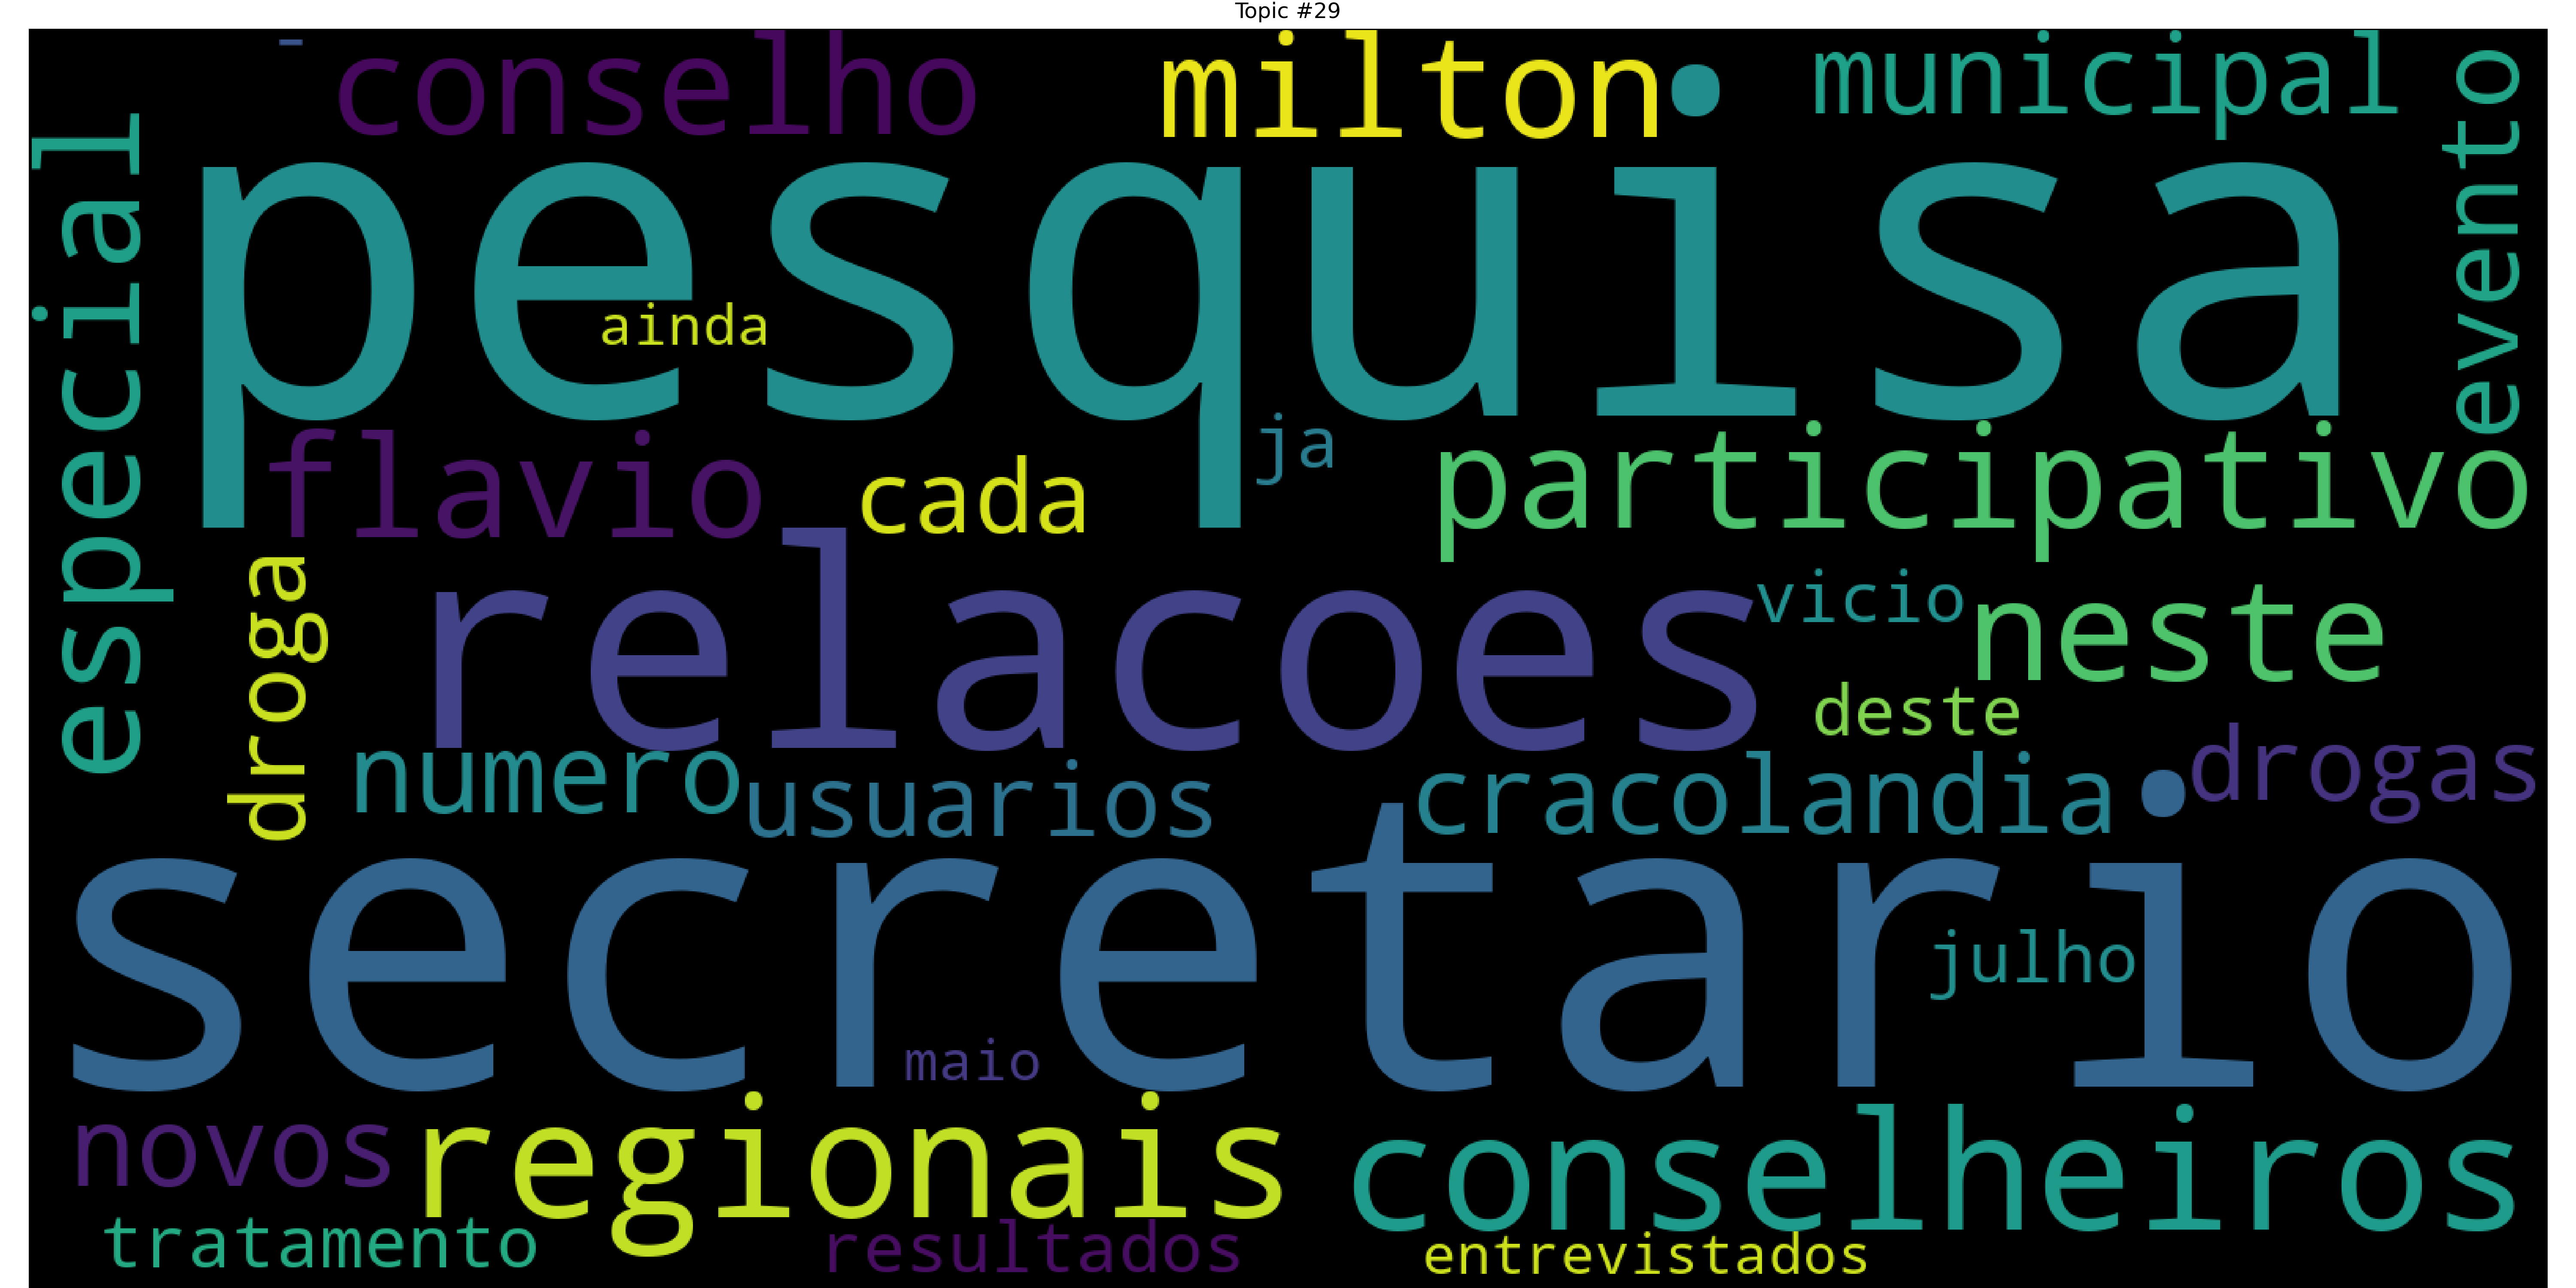 Topic #29
conselho
milton
municipal
especial
pesquisa
evento
ainda
ja
flavio
cada
participativo
droga
relacoes
vicio
neste
deste
numero
usuarios
cracolandia
drogas
secretario
julho
maio
novos
regionais
conselheiros
tratamento
resultados
entrevistados